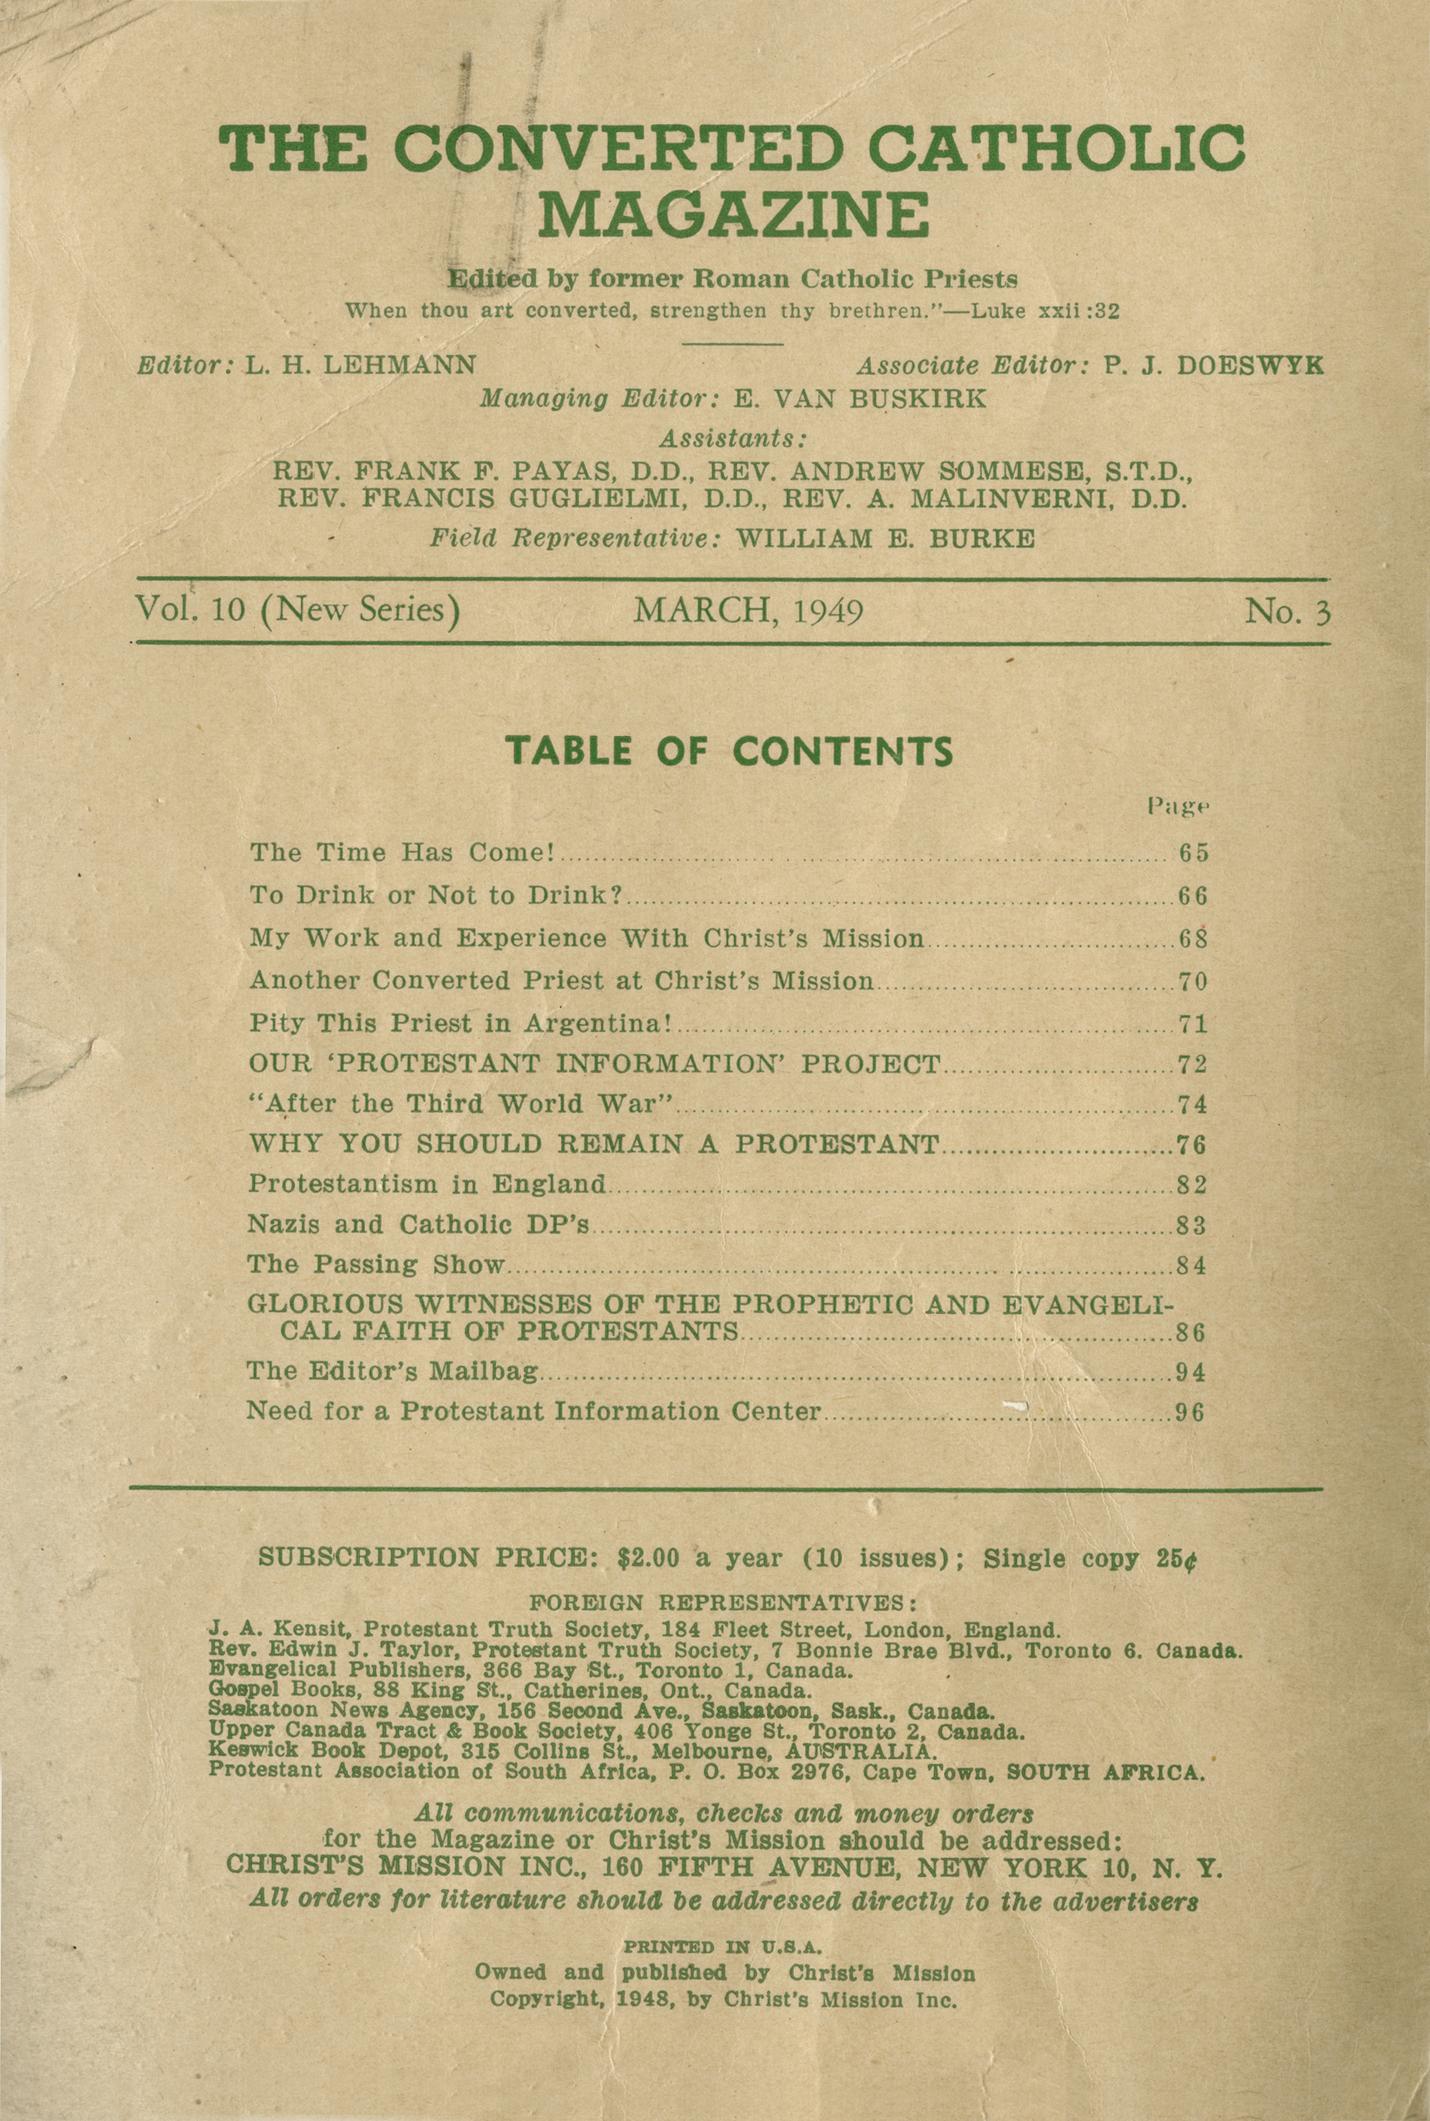 THE CONVERTED CATHOLIC
MAGAZINE
Edited by former Roman Catholic Priests
When thou art converted, strengthen thy brethren."—Luke xxii:32
Editor: L. H. LEHMANN Associate Editor: P. J. DOESWYK
Managing Editor: E. VAN BUSKIRK
Assistants:
REV. FRANK F. PAYAS, D.D., REV. ANDREW SOMMESE, S.T.D.,
REV. FRANCIS GUGLIELMI, D.D., REV. A. MALINVERNI, D.D.
Field Representative: WILLIAM E. BURKE
Vol. 10 (New Series) MARCH, 1949 No. 3
TABLE OF CONTENTS
Page
The Time Has Come! 65
To Drink or Not to Drink? 66
My Work and Experience With Christ's Mission 68
Another Converted Priest at Christ's Mission 70
Pity This Priest in Argentina! 71
OUR 'PROTESTANT INFORMATION' PROJECT 72
"After the Third World War" 74
WHY YOU SHOULD REMAIN A PROTESTANT 76
Protestantism in England 82
Nazis and Catholic DP's 83
The Passing Show 84
GLORIOUS WITNESSES OF THE PROPHETIC AND EVANGELI-
CAL FAITH OF PROTESTANTS 86
The Editor's Mailbag 94
Need for a Protestant Information Center 96
SUBSCRIPTION PRICE: $2.00 a year (10 issues); Single copy 25¢
FOREIGN REPRESENTATIVES:
J. A. Kensit, Protestant Truth Society, 184 Fleet Street, London, England.
Rev. Edwin J. Taylor, Protestant Truth Society, 7 Bonnie Brae Blvd., Toronto 6. Canada.
Evangelical Publishers, 366 Bay St., Toronto 1, Canada.
Gospel Books, 88 King St., Catherines, Ont., Canada.
Saskatoon News Agency, 156 Second Ave., Saskatoon, Sask., Canada.
Upper Canada Tract & Book Society, 406 Yonge St., Toronto 2, Canada.
Keswick Book Depot, 315 Collins St., Melbourne, AUSTRALIA.
Protestant Association of South Africa, P. O. Box 2976, Cape Town, SOUTH AFRICA.
All communications, checks and money orders
for the Magazine or Christ's Mission should be addressed:
CHRIST'S MISSION INC., 160 FIFTH AVENUE, NEW YORK 10, N. Y.
All orders for literature should be addressed directly to the advertisers
PRINTED IN U.S.A.
Owned and published by Christ's Mission
Copyright, 1948, by Christ's Mission Inc.